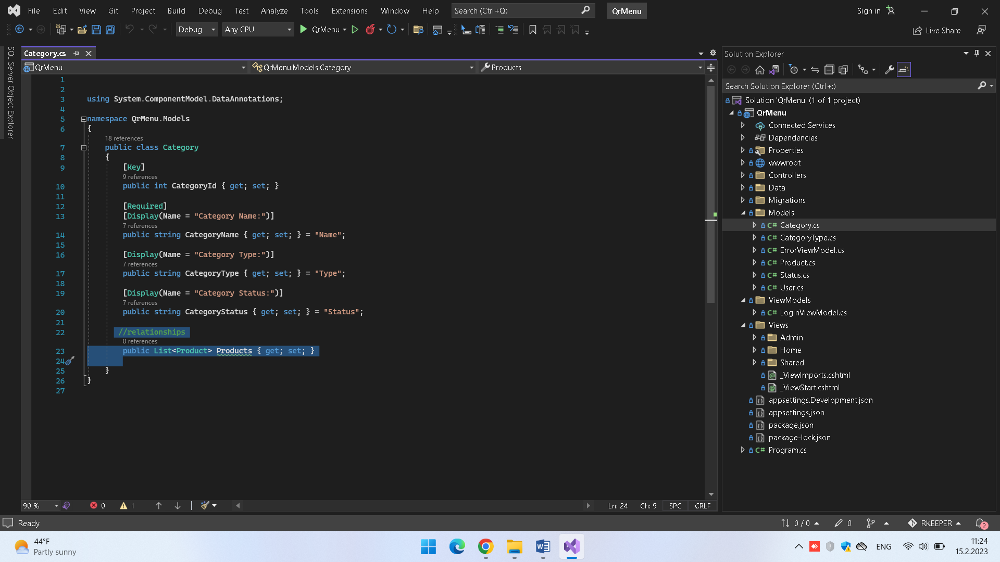 File Edit View Git Project Build Debug Test Analyze Tools Extensions Window Help Search (Ctrl+Q) QrMenu Sign in
Debug Any CPU QrMenu Live Share
SQL Server Object Explorer
Category.cs
QrMenu QrMenu.Models.Category Products
1
2
3 using System.ComponentModel.DataAnnotations;
4
5 namespace QrMenu.Models
6 {
18 references
7 public class Category
8 {
9 [Key]
9 references
10 public int CategoryId { get; set; }
11
12 [Required]
13 [Display(Name = "Category Name:")]
7 references
14 public string CategoryName { get; set; } = "Name";
15
16 [Display(Name = "Category Type:")]
7 references
17 public string CategoryType { get; set; } = "Type";
18
19 [Display(Name = "Category Status:")]
7 references
20 public string CategoryStatus { get; set; } = "Status";
21
22 //relationships
0 references
23 public List<Product> Products { get; set; }
24
25 }
26 }
27
90 % 0 1 Ln: 24 Ch: 9 SPC CRLF
Solution Explorer
Search Solution Explorer (Ctrl+;)
Solution 'QrMenu' (1 of 1 project)
QrMenu
Connected Services
Dependencies
Properties
wwwroot
Controllers
Data
Migrations
Models
C# Category.cs
C# CategoryType.cs
C# ErrorViewModel.cs
C# Product.cs
C# Status.cs
C# User.cs
ViewModels
C# LoginViewModel.cs
Views
Admin
Home
Shared
_ViewImports.cshtml
_ViewStart.cshtml
appsettings.Development.json
appsettings.json
package.json
package-lock.json
C# Program.cs
Ready 0 / 0 0 RKEEPER 2
44°F
Partly sunny
ENG
11:24
15.2.2023